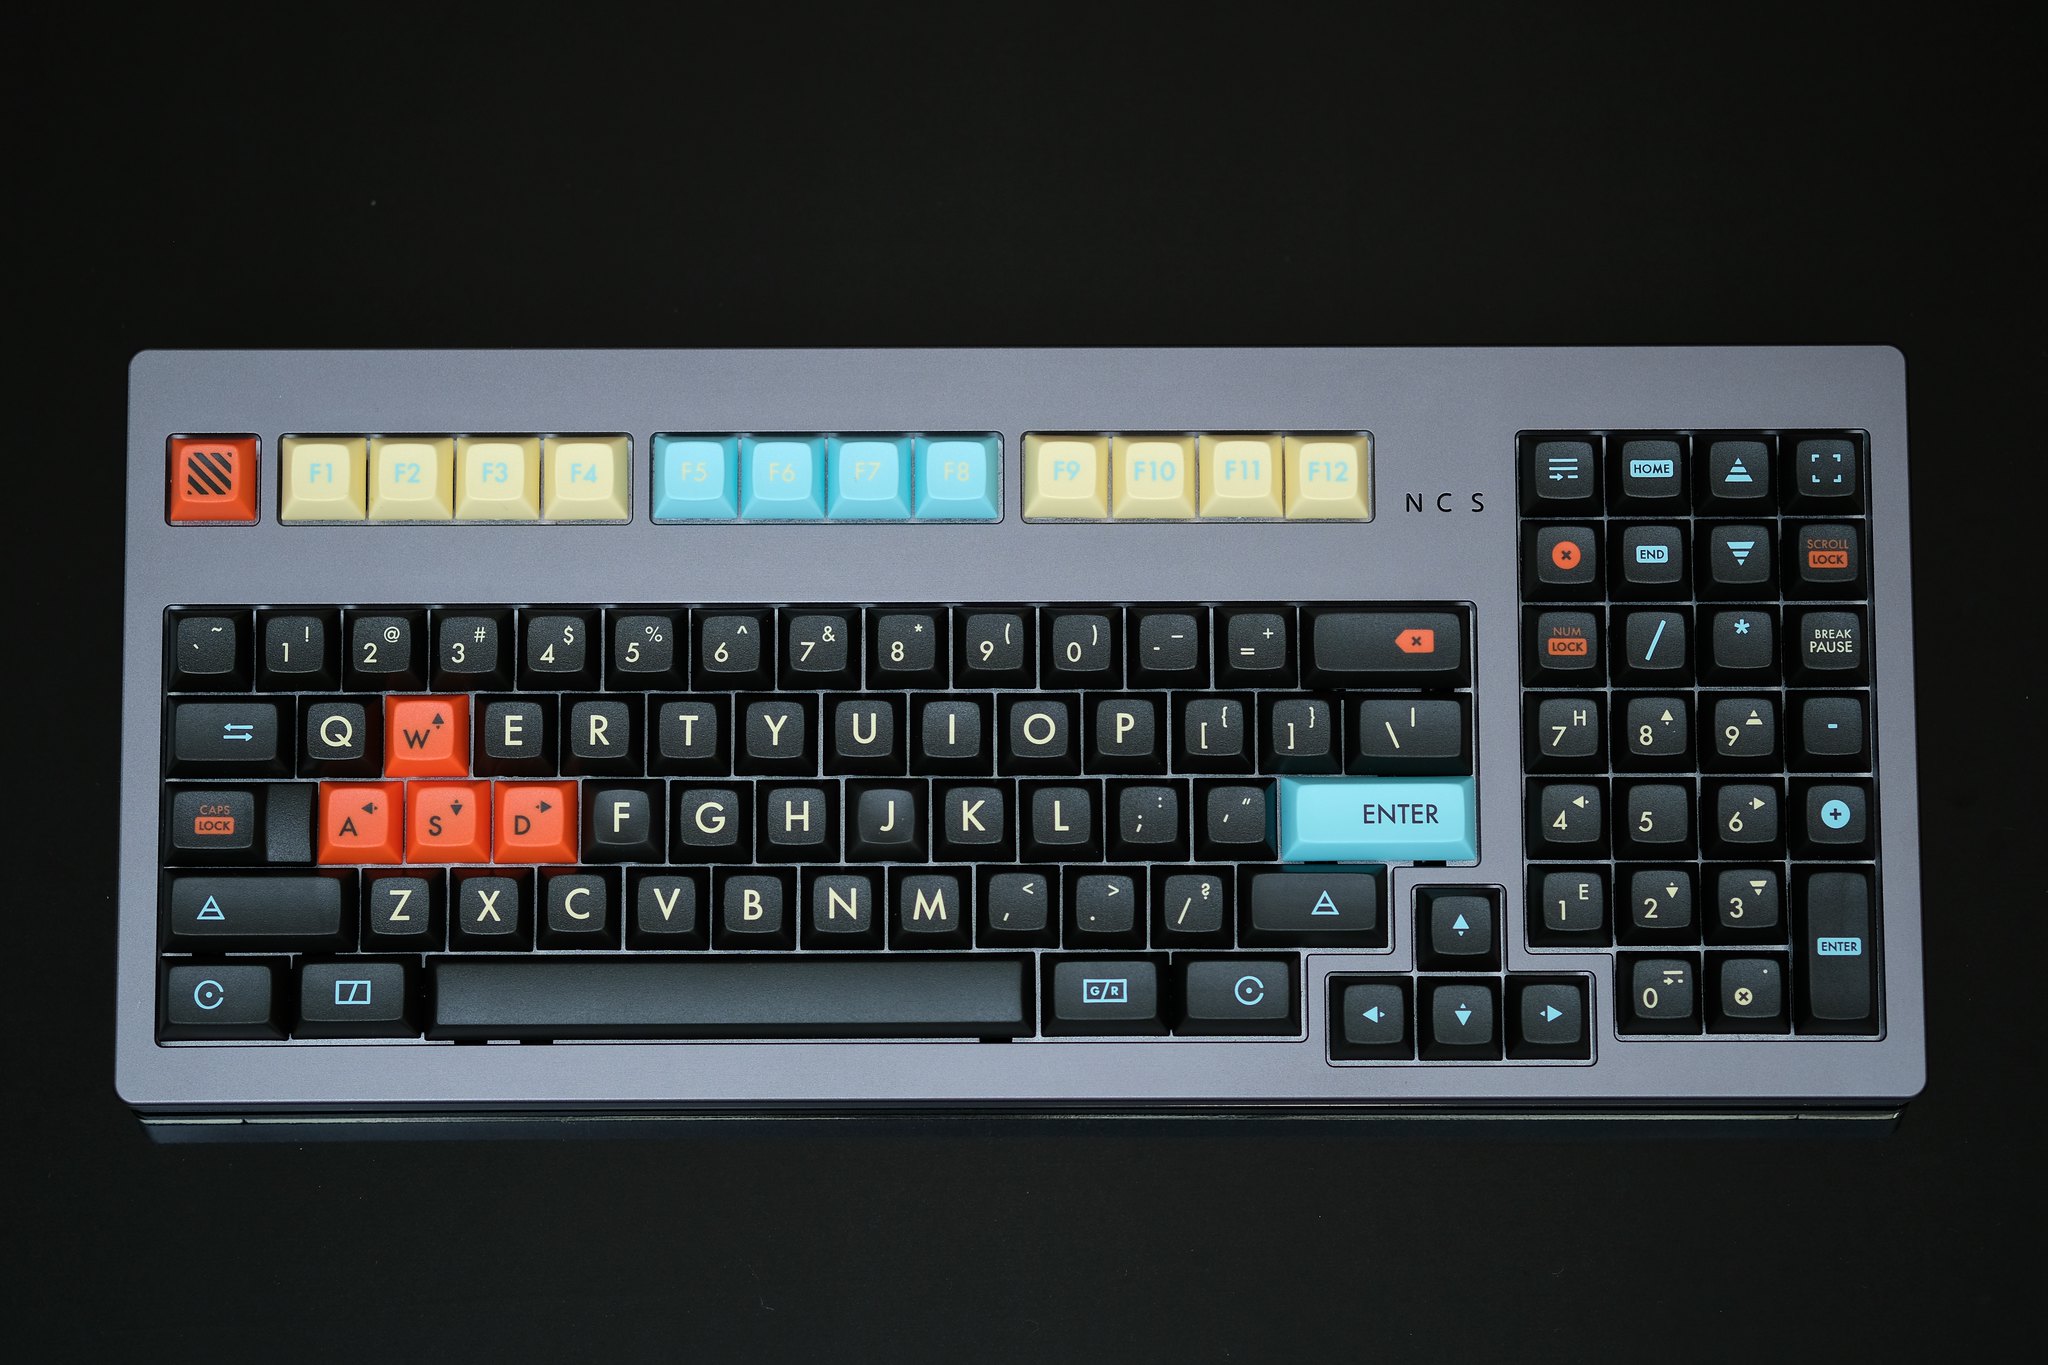 F1 F2 F3 F4 F5 F6 F7 F8 F9 F10 F11 F12
N C S
HOME
END SCROLL LOCK
` ~ 1 ! 2 @ 3 # 4 $ 5 % 6 ^ 7 & 8 * 9 ( 0 ) - _ = +
NUM LOCK / * BREAK PAUSE
Q W E R T Y U I O P [ { ] } \ |
7 H 8 9 -
CAPS LOCK A S D F G H J K L ; : ' " ENTER
4 5 6 +
Z X C V B N M , < . > / ?
1 E 2 3 ENTER
G/R
0 .